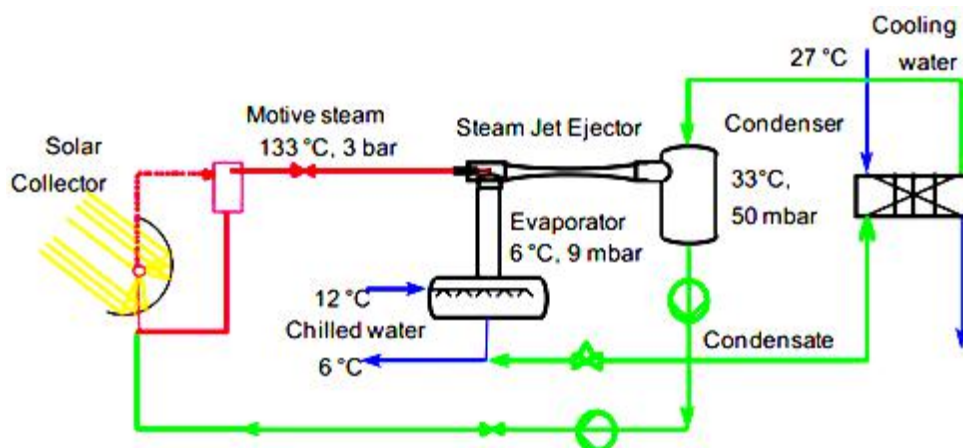 Cooling
water
27 °C
Motive steam
133 °C, 3 bar
Steam Jet Ejector
Condenser
33°C,
50 mbar
Solar
Collector
Evaporator
6 °C, 9 mbar
12 °C
Chilled water
6 °C
Condensate